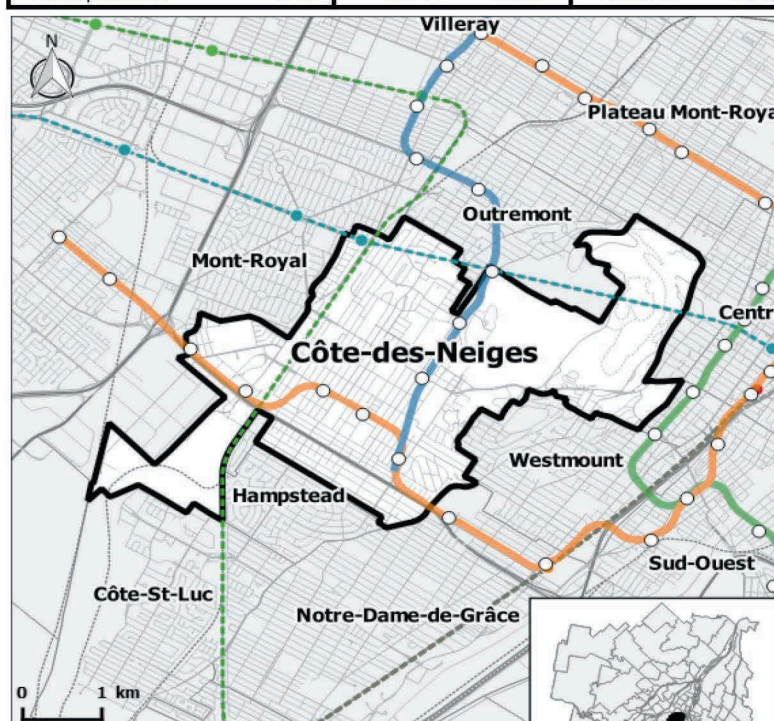 Villeray
N
Plateau Mont-Roya
Outremont
Mont-Royal
Centr
Côte-des-Neiges
Westmount
Hampstead
Sud-Ouest
Côte-St-Luc
Notre-Dame-de-Grâce
0 1 km